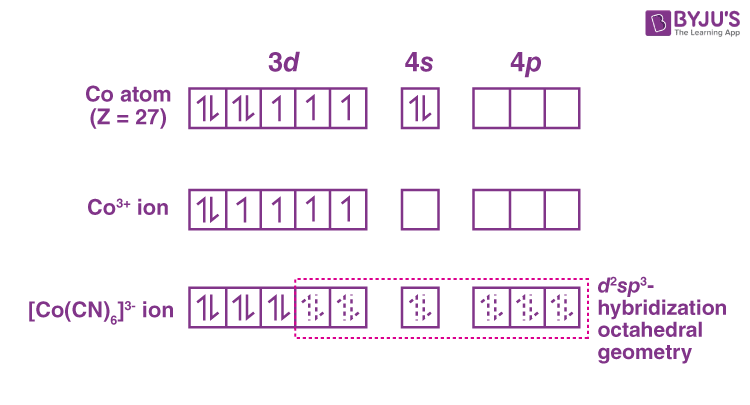 BYJU'S
The Learning App
3d 4s 4p
Co atom
(Z = 27)
Co³⁺ ion
[Co(CN)₆]³⁻ ion
d²sp³-
hybridization
octahedral
geometry